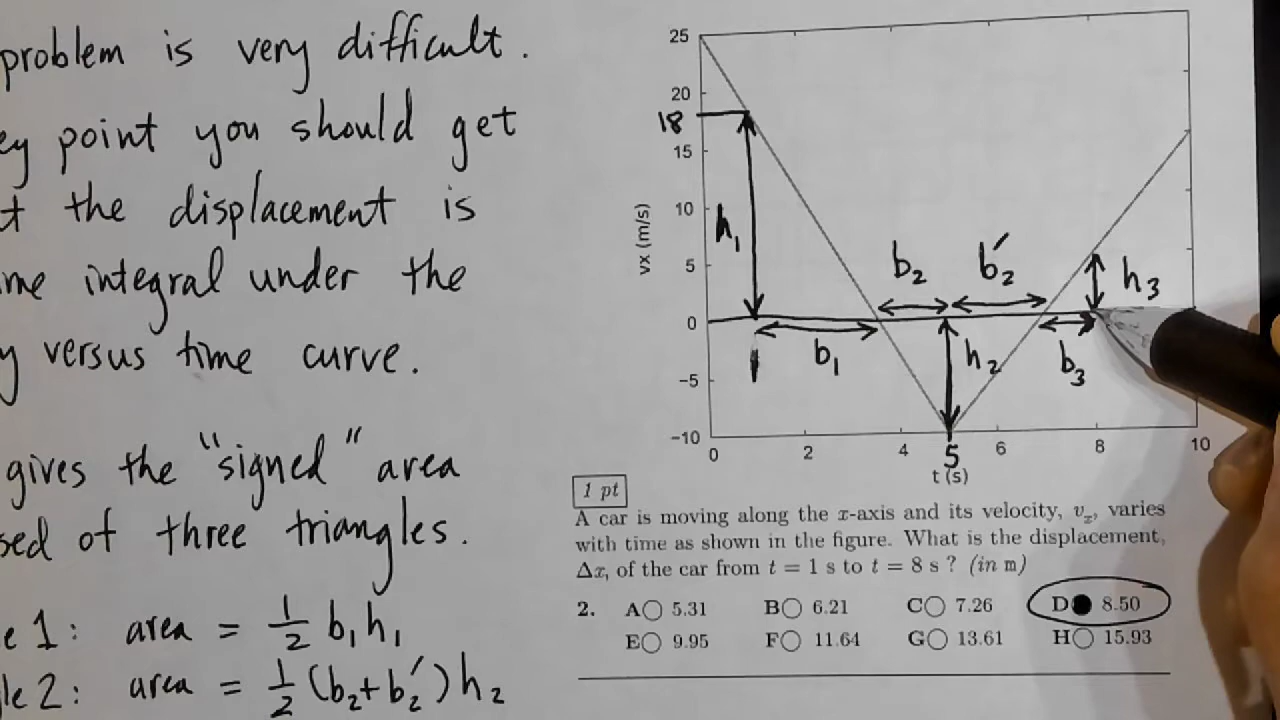 problem is very difficult.
point you should get
the displacement is
integral under the
versus time curve.
gives the "signed" area
of three triangles.
1: area = 1/2 b₁h₁
2: area = 1/2 (b₂+b₂′)h₂
25
20
18
15
10
5
0
−5
−10
vx (m/s)
h₁
b₂
b₂′
h₃
b₁
h₂
b₃
1
0 2 4 5 6 8 10
t (s)
1 pt
A car is moving along the x-axis and its velocity, vₓ, varies
with time as shown in the figure. What is the displacement,
Δx, of the car from t = 1 s to t = 8 s ? (in m)
2. A 5.31 B 6.21 C 7.26 D 8.50
E 9.95 F 11.64 G 13.61 H 15.93